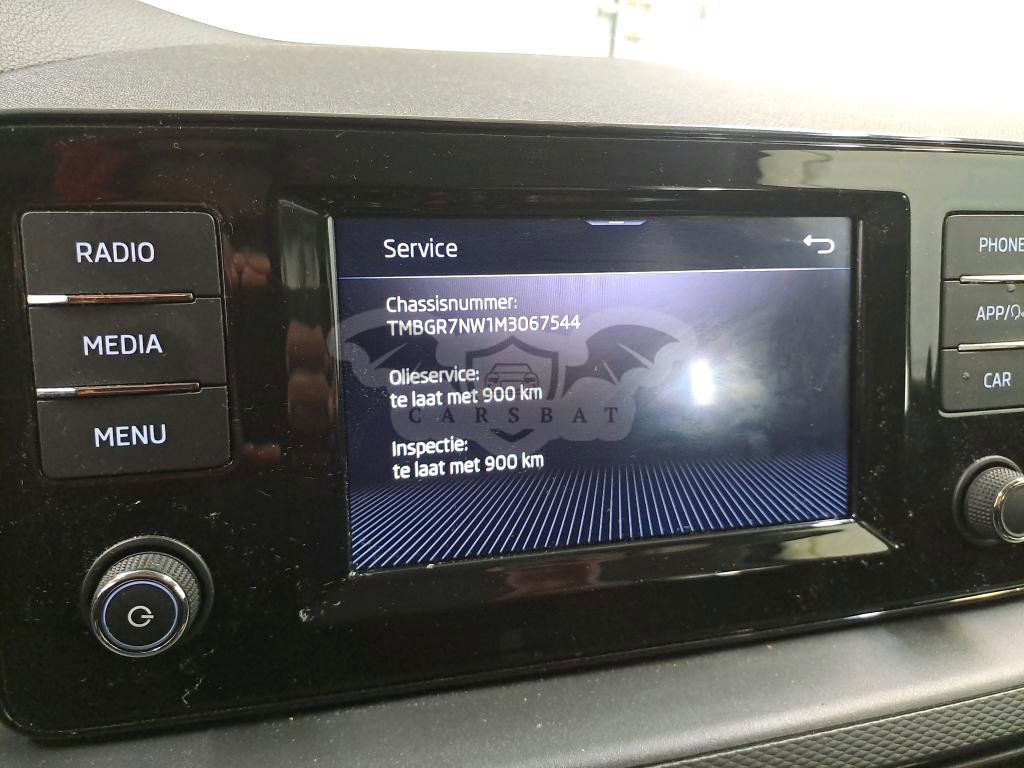 Service
Chassisnummer:
TMBGR7NW1M3067544
Olieservice:
te laat met 900 km
Inspectie:
te laat met 900 km
RADIO
MEDIA
MENU
PHONE
APP/
CAR
CARSBAT